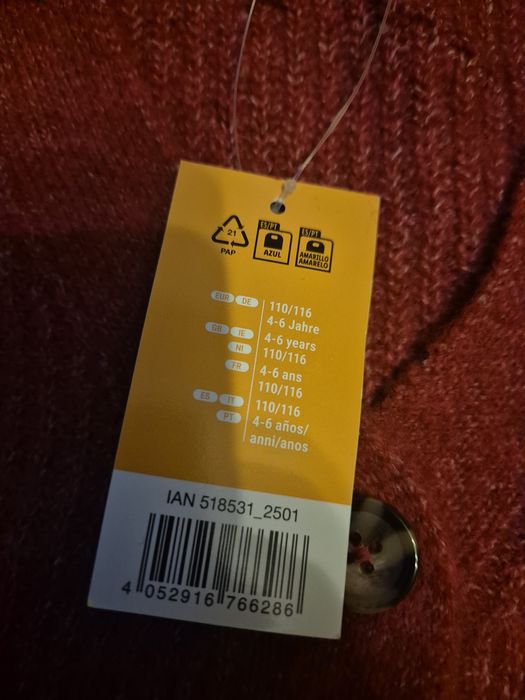 21
PAP
ES/PT
AZUL
ES/PT
AMARILLO
AMARELO
EUR DE 110/116
4-6 Jahre
GB IE 4-6 years
NI 110/116
FR 4-6 ans
110/116
ES IT 110/116
PT 4-6 años/
anni/anos
IAN 518531_2501
4 052916 766286